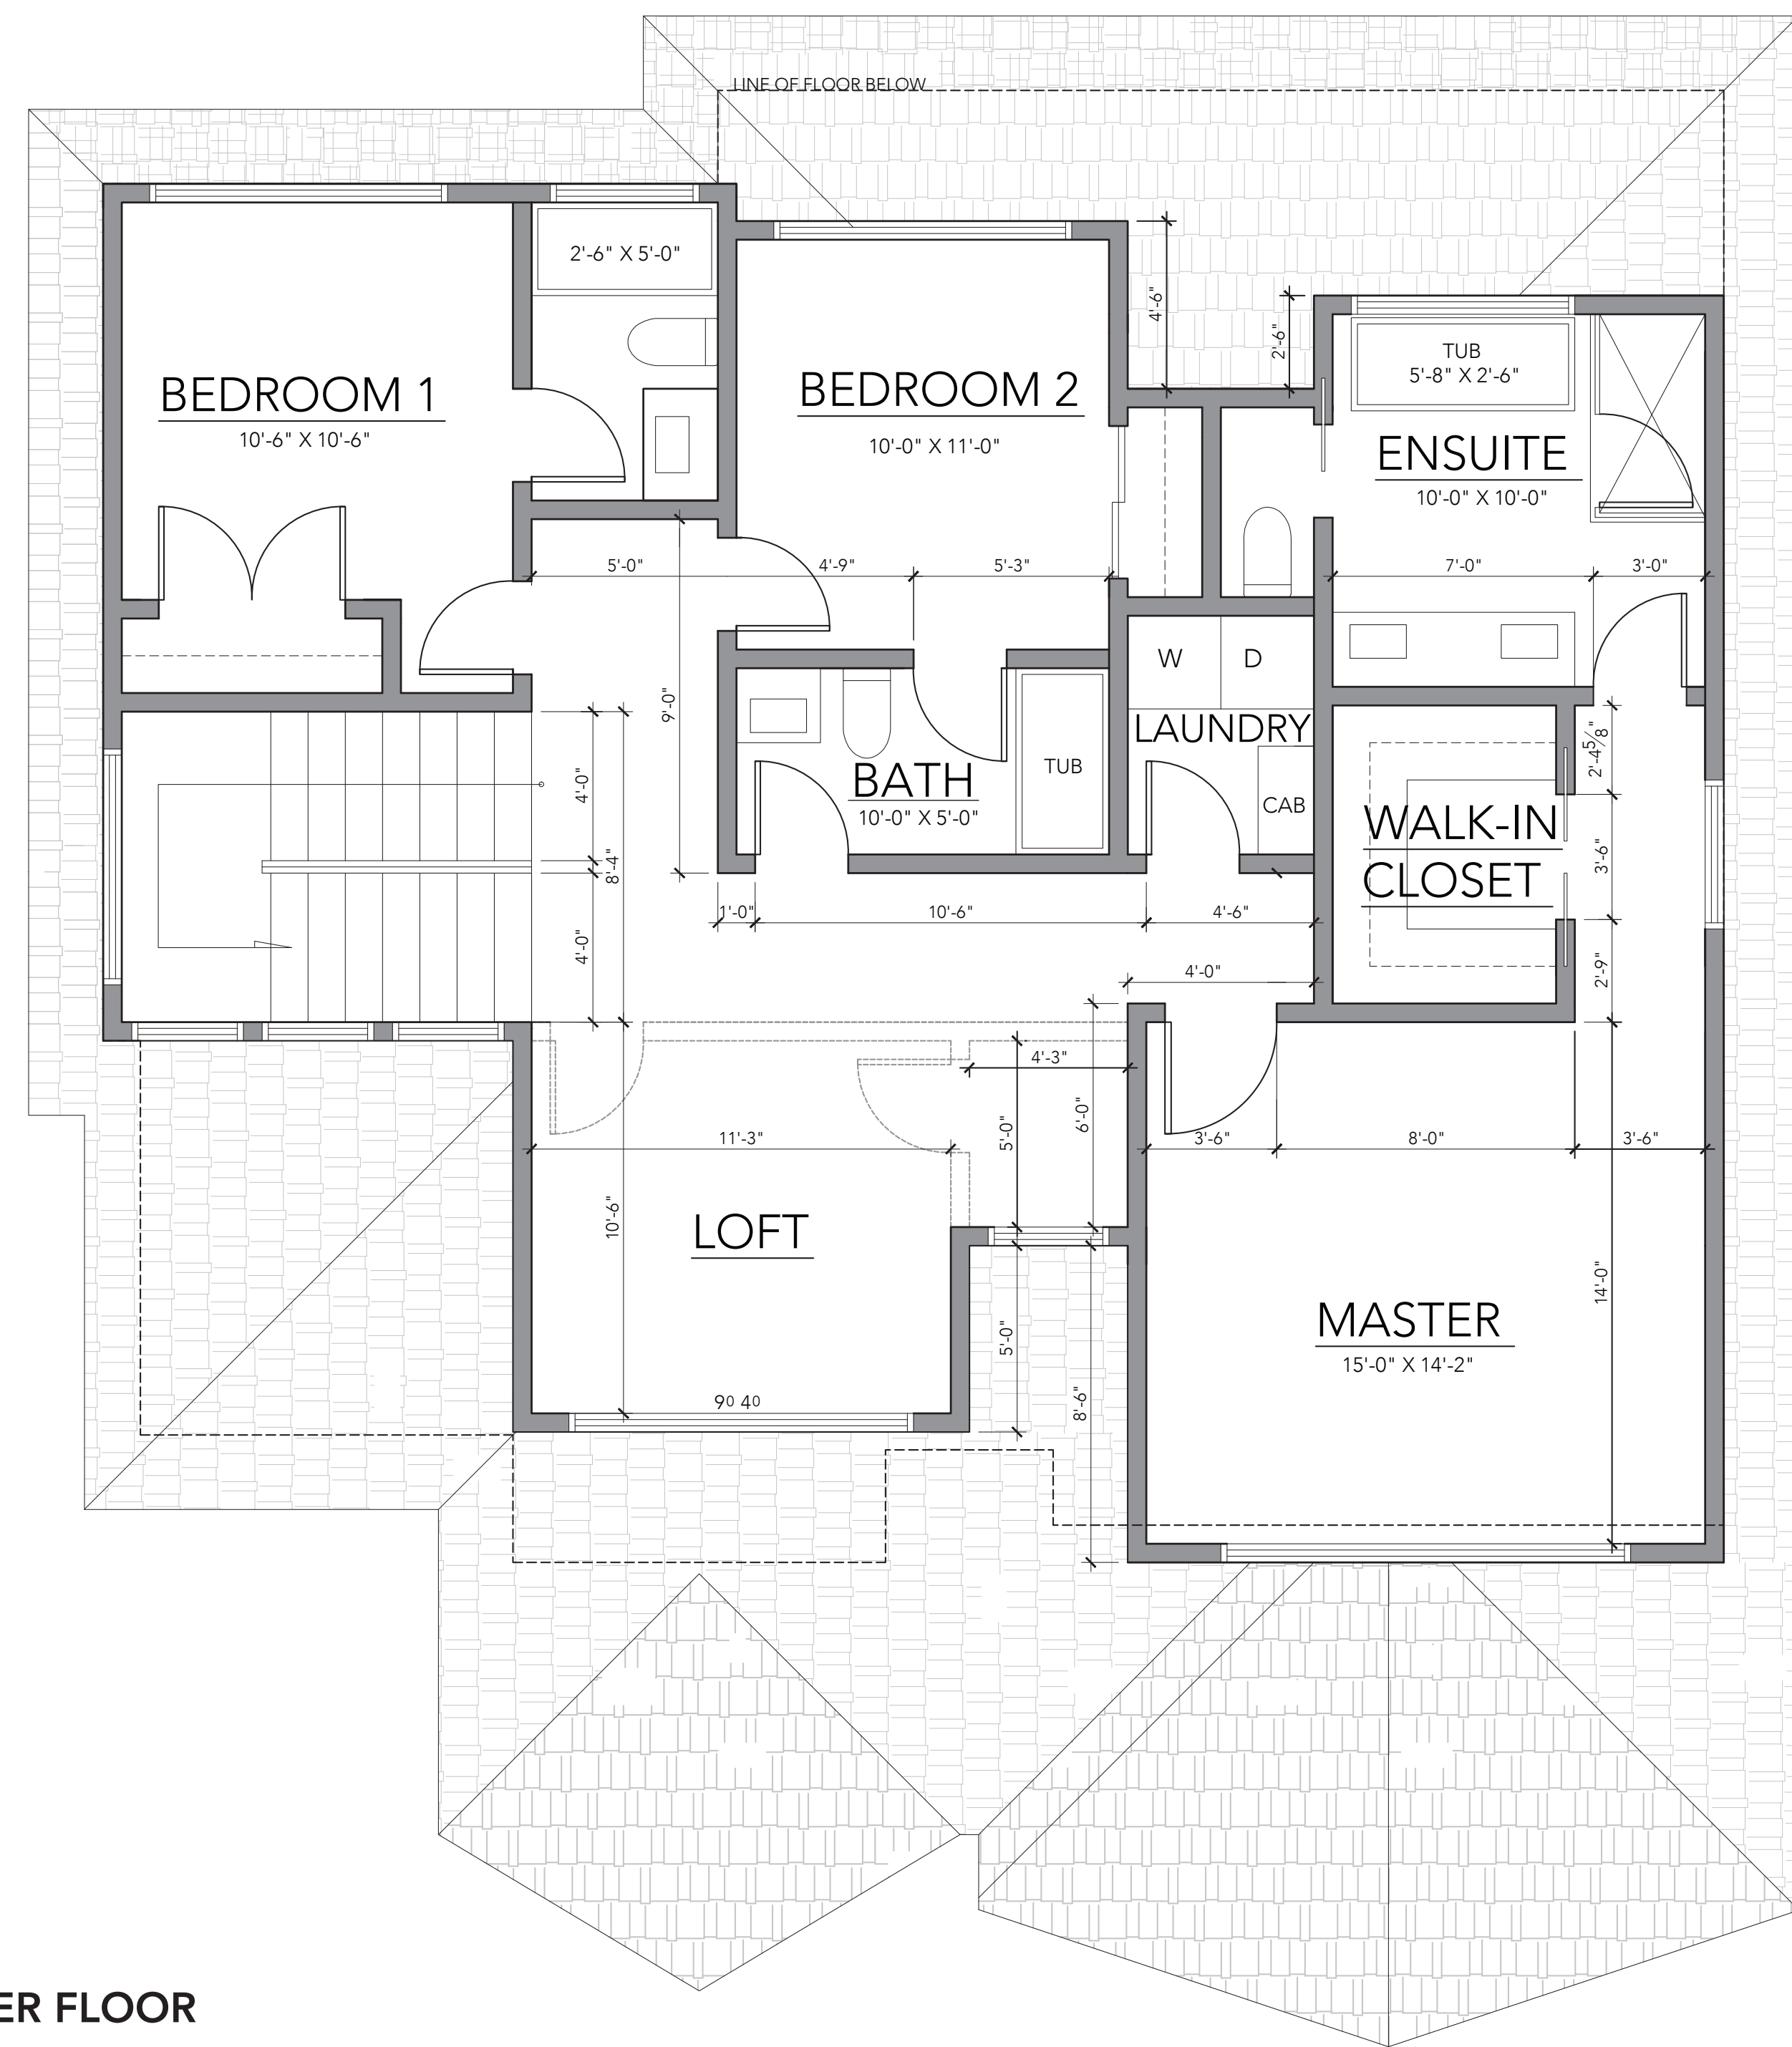 LINE OF FLOOR BELOW
2'-6" X 5'-0"
4'-6"
2'-6"
TUB
5'-8" X 2'-6"
BEDROOM 1
10'-6" X 10'-6"
BEDROOM 2
10'-0" X 11'-0"
ENSUITE
10'-0" X 10'-0"
5'-0"
4'-9"
5'-3"
7'-0"
3'-0"
W
D
9'-0"
LAUNDRY
2'-4 5/8"
4'-0"
BATH
10'-0" X 5'-0"
TUB
CAB
WALK-IN
CLOSET
3'-6"
8'-4"
1'-0"
10'-6"
4'-6"
4'-0"
4'-0"
2'-9"
4'-3"
6'-0"
5'-0"
11'-3"
3'-6"
8'-0"
3'-6"
10'-6"
LOFT
14'-0"
5'-0"
MASTER
15'-0" X 14'-2"
8'-6"
90 40
ER FLOOR